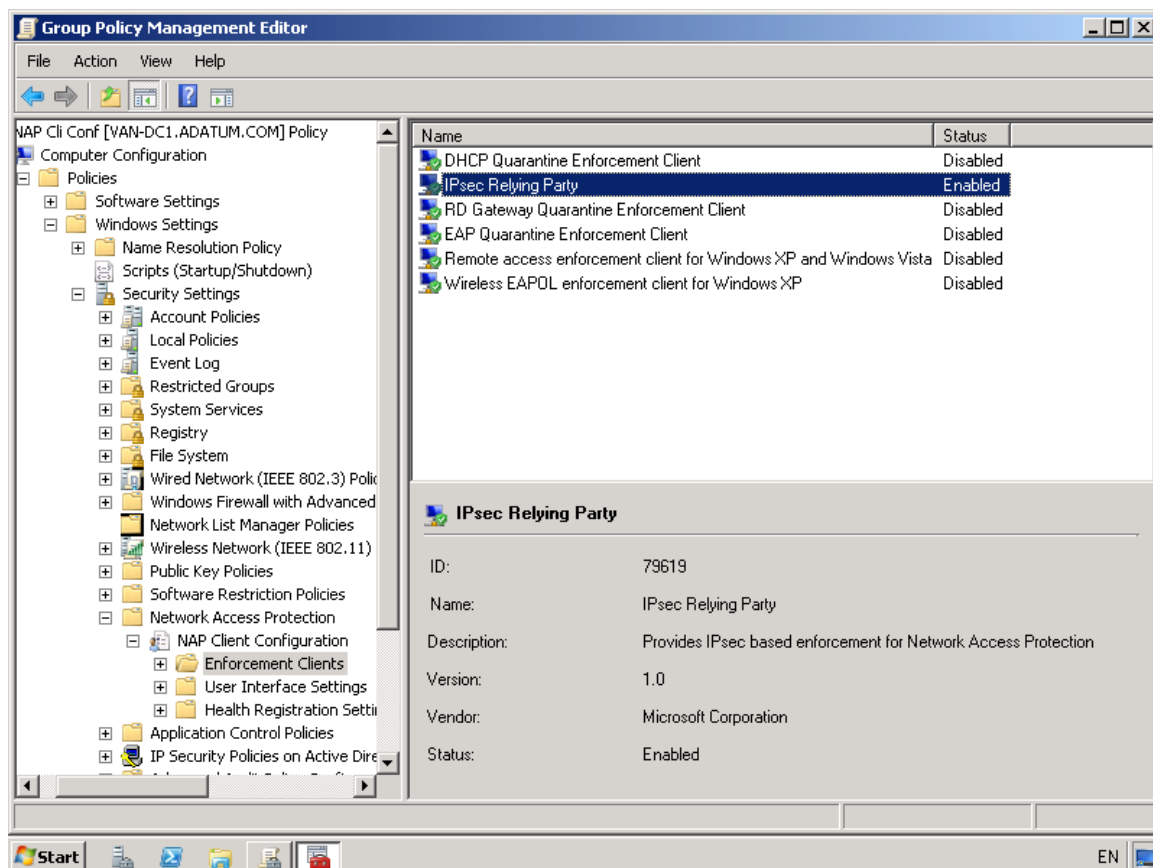 Group Policy Management Editor
File Action View Help
NAP Cli Conf [VAN-DC1.ADATUM.COM] Policy
Computer Configuration
Policies
Software Settings
Windows Settings
Name Resolution Policy
Scripts (Startup/Shutdown)
Security Settings
Account Policies
Local Policies
Event Log
Restricted Groups
System Services
Registry
File System
Wired Network (IEEE 802.3) Polic
Windows Firewall with Advanced
Network List Manager Policies
Wireless Network (IEEE 802.11)
Public Key Policies
Software Restriction Policies
Network Access Protection
NAP Client Configuration
Enforcement Clients
User Interface Settings
Health Registration Setti
Application Control Policies
IP Security Policies on Active Dire
Name Status
DHCP Quarantine Enforcement Client Disabled
IPsec Relying Party Enabled
RD Gateway Quarantine Enforcement Client Disabled
EAP Quarantine Enforcement Client Disabled
Remote access enforcement client for Windows XP and Windows Vista Disabled
Wireless EAPOL enforcement client for Windows XP Disabled
IPsec Relying Party
ID: 79619
Name: IPsec Relying Party
Description: Provides IPsec based enforcement for Network Access Protection
Version: 1.0
Vendor: Microsoft Corporation
Status: Enabled
Start EN